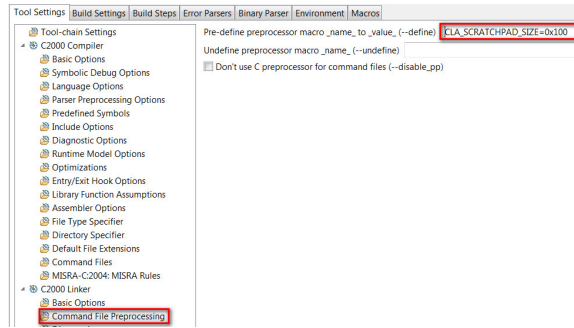 Tool Settings Build Settings Build Steps Error Parsers Binary Parser Environment Macros
Tool-chain Settings
C2000 Compiler
Basic Options
Symbolic Debug Options
Language Options
Parser Preprocessing Options
Predefined Symbols
Include Options
Diagnostic Options
Runtime Model Options
Optimizations
Entry/Exit Hook Options
Library Function Assumptions
Assembler Options
File Type Specifier
Directory Specifier
Default File Extensions
Command Files
MISRA-C:2004: MISRA Rules
C2000 Linker
Basic Options
Command File Preprocessing
Pre-define preprocessor macro _name_ to _value_ (--define) CLA_SCRATCHPAD_SIZE=0x100
Undefine preprocessor macro _name_ (--undefine)
Don't use C preprocessor for command files (--disable_pp)